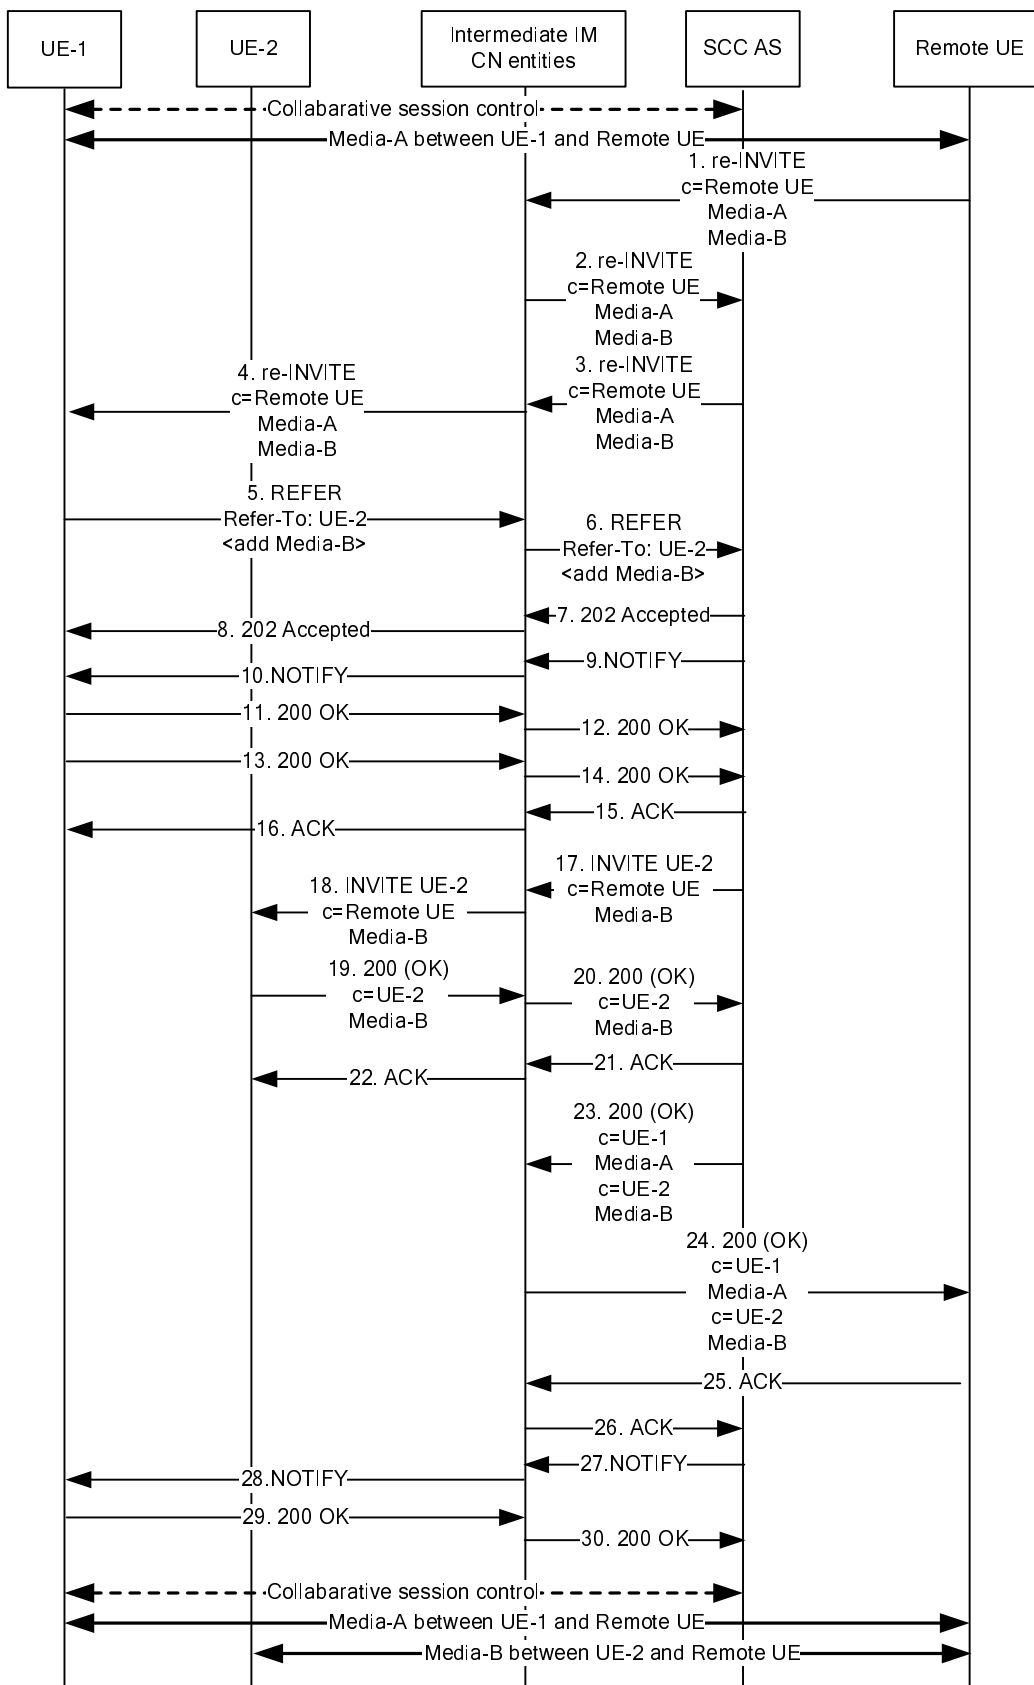 UE-1
UE-2
Intermediate IM
CN entities
SCC AS
Remote UE
Collabarative session control
Media-A between UE-1 and Remote UE
1. re-INVITE
c=Remote UE
Media-A
Media-B
2. re-INVITE
c=Remote UE
Media-A
Media-B
3. re-INVITE
c=Remote UE
Media-A
Media-B
4. re-INVITE
c=Remote UE
Media-A
Media-B
5. REFER
Refer-To: UE-2
<add Media-B>
6. REFER
Refer-To: UE-2
<add Media-B>
7. 202 Accepted
8. 202 Accepted
9.NOTIFY
10.NOTIFY
11. 200 OK
12. 200 OK
13. 200 OK
14. 200 OK
15. ACK
16. ACK
17. INVITE UE-2
c=Remote UE
Media-B
18. INVITE UE-2
c=Remote UE
Media-B
19. 200 (OK)
c=UE-2
Media-B
20. 200 (OK)
c=UE-2
Media-B
21. ACK
22. ACK
23. 200 (OK)
c=UE-1
Media-A
c=UE-2
Media-B
24. 200 (OK)
c=UE-1
Media-A
c=UE-2
Media-B
25. ACK
26. ACK
27.NOTIFY
28.NOTIFY
29. 200 OK
30. 200 OK
Collabarative session control
Media-A between UE-1 and Remote UE
Media-B between UE-2 and Remote UE